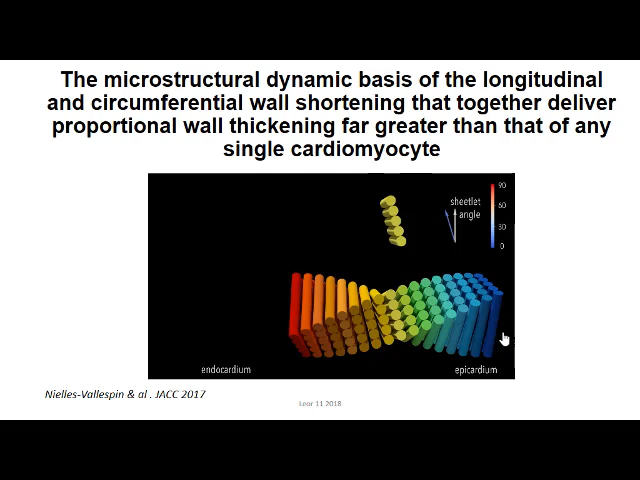 The microstructural dynamic basis of the longitudinal
and circumferential wall shortening that together deliver
proportional wall thickening far greater than that of any
single cardiomyocyte
sheetlet
angle
90
60
30
0
endocardium
epicardium
Nielles-Vallespin & al . JACC 2017
Leor 11 2018